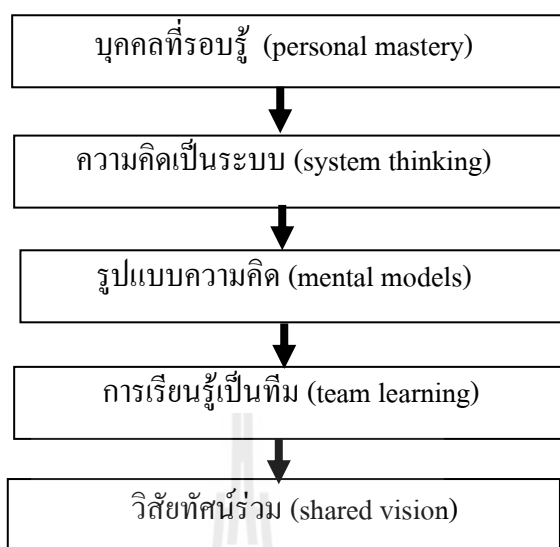 บุคคลที่รอบรู้ (personal mastery)
ความคิดเป็นระบบ (system thinking)
รูปแบบความคิด (mental models)
การเรียนรู้เป็นทีม (team learning)
วิสัยทัศน์ร่วม (shared vision)